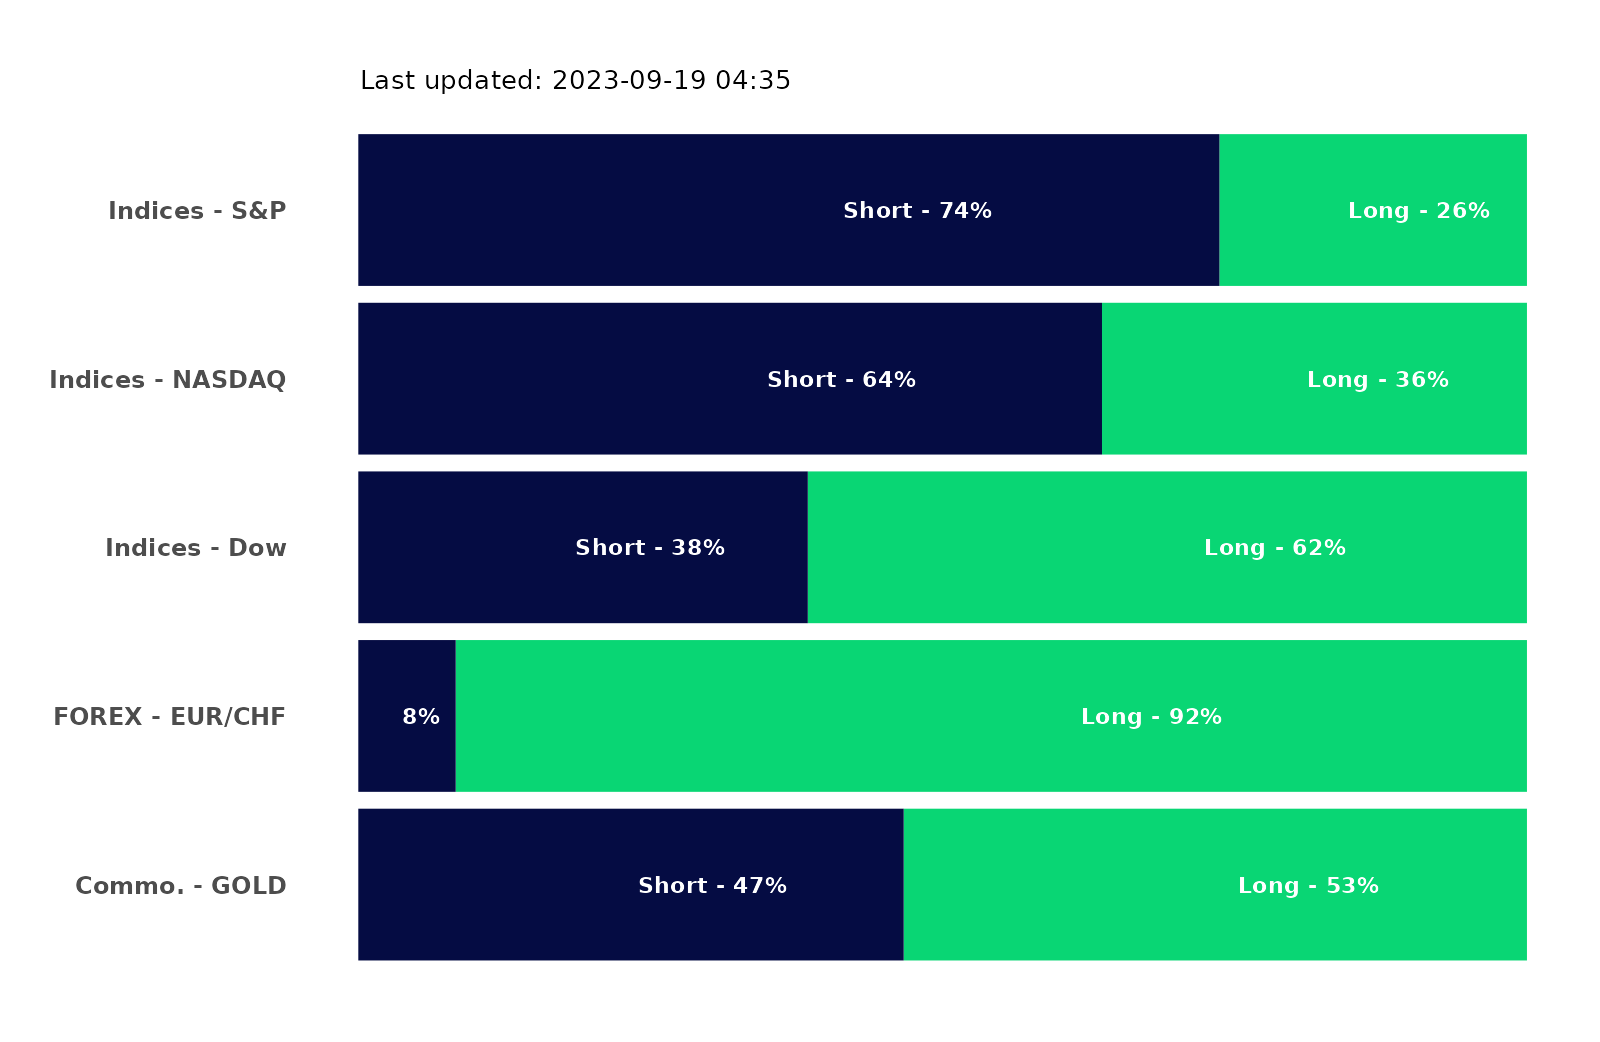 Last updated: 2023-09-19 04:35
Indices - S&P Short - 74% Long - 26%
Indices - NASDAQ Short - 64% Long - 36%
Indices - Dow Short - 38% Long - 62%
FOREX - EUR/CHF 8% Long - 92%
Commo. - GOLD Short - 47% Long - 53%